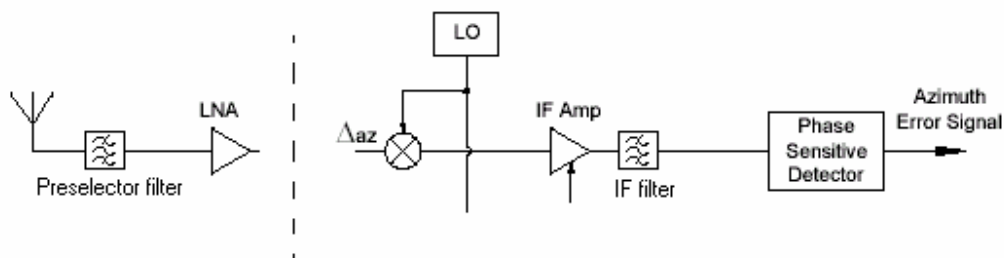 LO
LNA
Preselector filter
Δaz
IF Amp
IF filter
Phase
Sensitive
Detector
Azimuth
Error Signal